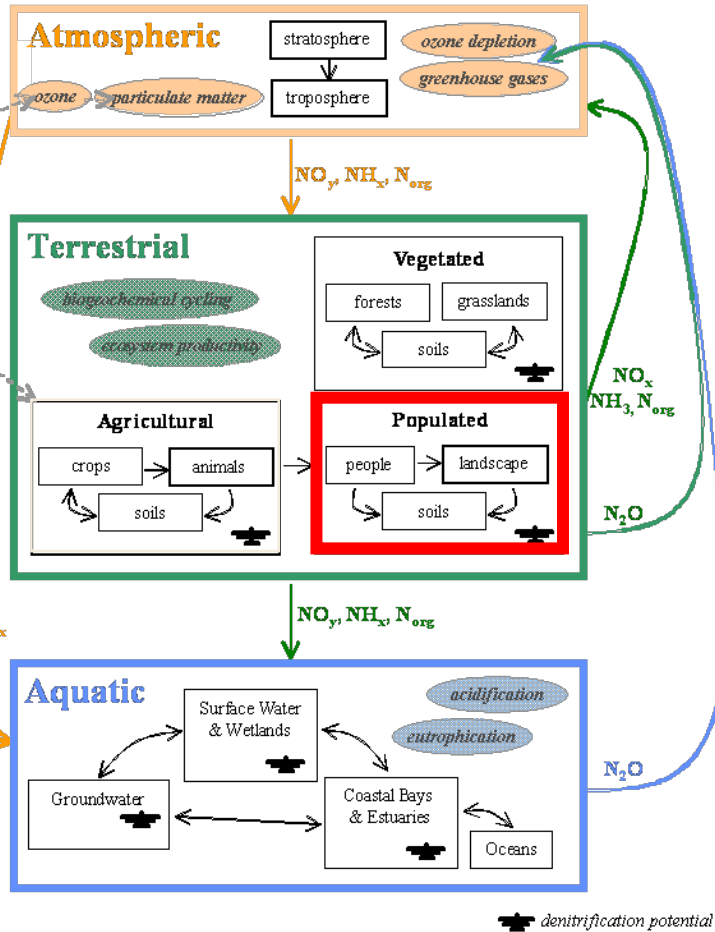 Atmospheric
stratosphere
troposphere
ozone depletion
greenhouse gases
ozone
particulate matter
NOy, NHx, Norg
Terrestrial
biogeochemical cycling
ecosystem productivity
Vegetated
forests
grasslands
soils
NOx
NH3, Norg
Agricultural
crops
animals
soils
Populated
people
landscape
soils
N2O
NOy, NHx, Norg
x
Aquatic
acidification
eutrophication
Surface Water
& Wetlands
Groundwater
Coastal Bays
& Estuaries
Oceans
N2O
denitrification potential